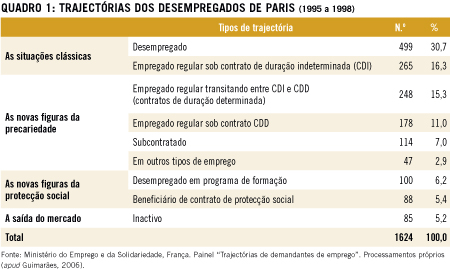 QUADRO 1: TRAJECTÓRIAS DOS DESEMPREGADOS DE PARIS (1995 a 1998)
Tipos de trajectória N.º %
As situações clássicas
Desempregado 499 30,7
Empregado regular sob contrato de duração indeterminada (CDI) 265 16,3
As novas figuras da
precariedade
Empregado regular transitando entre CDI e CDD
(contratos de duração determinada) 248 15,3
Empregado regular sob contrato CDD 178 11,0
Subcontratado 114 7,0
Em outros tipos de emprego 47 2,9
As novas figuras da
protecção social
Desempregado em programa de formação 100 6,2
Beneficiário de contrato de protecção social 88 5,4
A saída do mercado Inactivo 85 5,2
Total 1624 100,0
Fonte: Ministério do Emprego e da Solidariedade, França. Painel “Trajectórias de demandantes de emprego”. Processamentos próprios
(apud Guimarães, 2006).